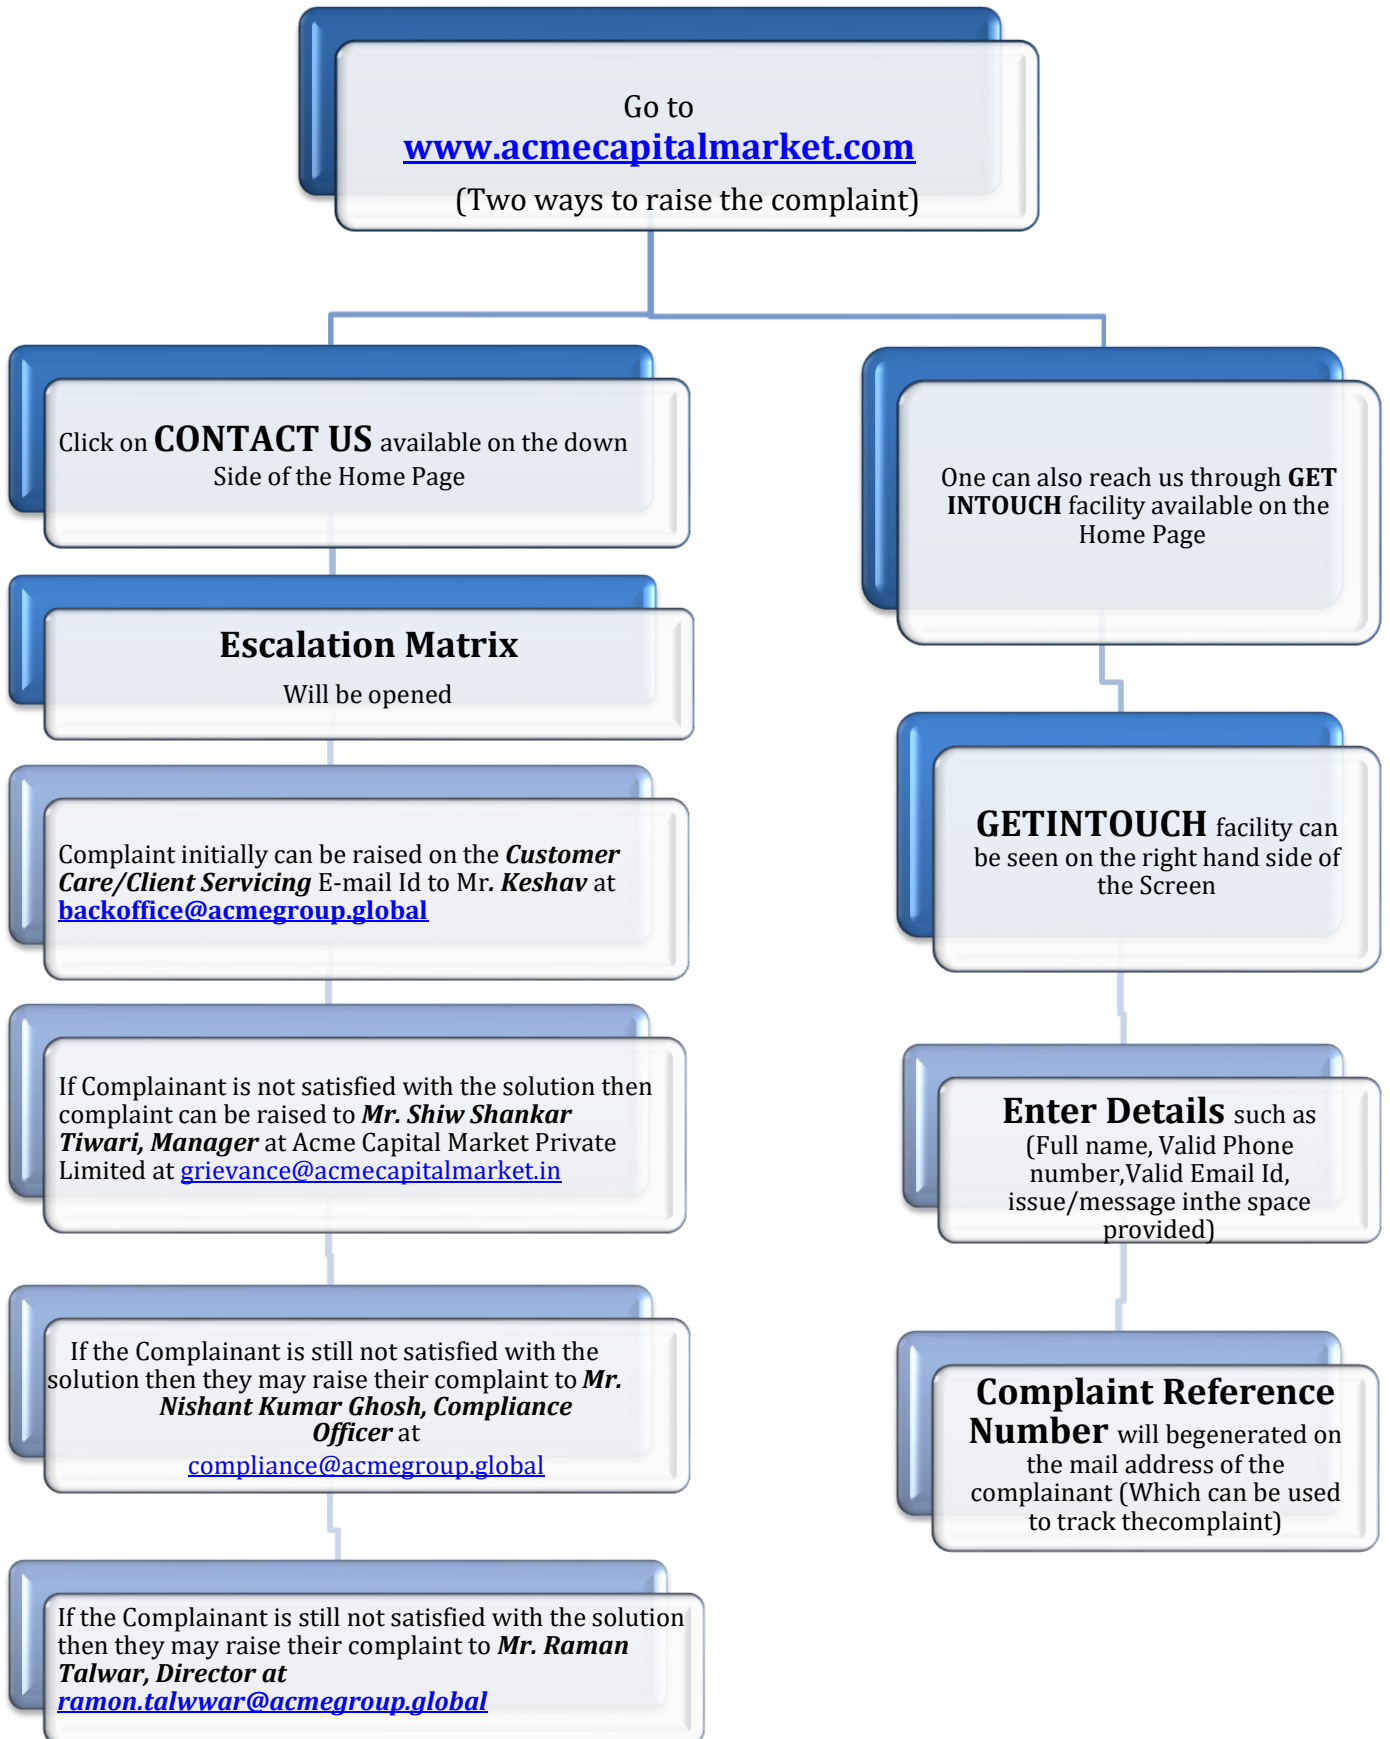 Go to
www.acmecapitalmarket.com
(Two ways to raise the complaint)
Click on CONTACT US available on the down
Side of the Home Page
Escalation Matrix
Will be opened
Complaint initially can be raised on the Customer
Care/Client Servicing E-mail Id to Mr. Keshav at
backoffice@acmegroup.global
If Complainant is not satisfied with the solution then
complaint can be raised to Mr. Shiw Shankar
Tiwari, Manager at Acme Capital Market Private
Limited at grievance@acmecapitalmarket.in
If the Complainant is still not satisfied with the
solution then they may raise their complaint to Mr.
Nishant Kumar Ghosh, Compliance
Officer at
compliance@acmegroup.global
If the Complainant is still not satisfied with the solution
then they may raise their complaint to Mr. Raman
Talwar, Director at
ramon.talwwar@acmegroup.global
One can also reach us through GET
INTOUCH facility available on the
Home Page
GETINTOUCH facility can
be seen on the right hand side of
the Screen
Enter Details such as
(Full name, Valid Phone
number,Valid Email Id,
issue/message inthe space
provided)
Complaint Reference
Number will begenerated on
the mail address of the
complainant (Which can be used
to track thecomplaint)